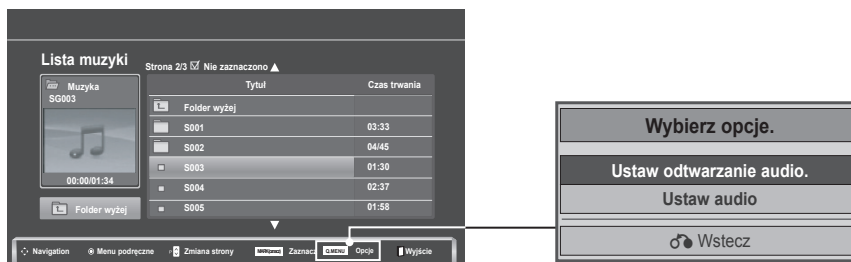 Lista muzyki
Strona 2/3 ☑ Nie zaznaczono ▲
Muzyka
SG003
00:00/01:34
Folder wyżej
Tytuł Czas trwania
Folder wyżej
S001 03:33
S002 04/45
S003 01:30
S004 02:37
S005 01:58
▼
Navigation Menu podręczne P Zmiana strony Zaznacz Q.MENU Opcje Wyjście
Wybierz opcje.
Ustaw odtwarzanie audio.
Ustaw audio
Wstecz